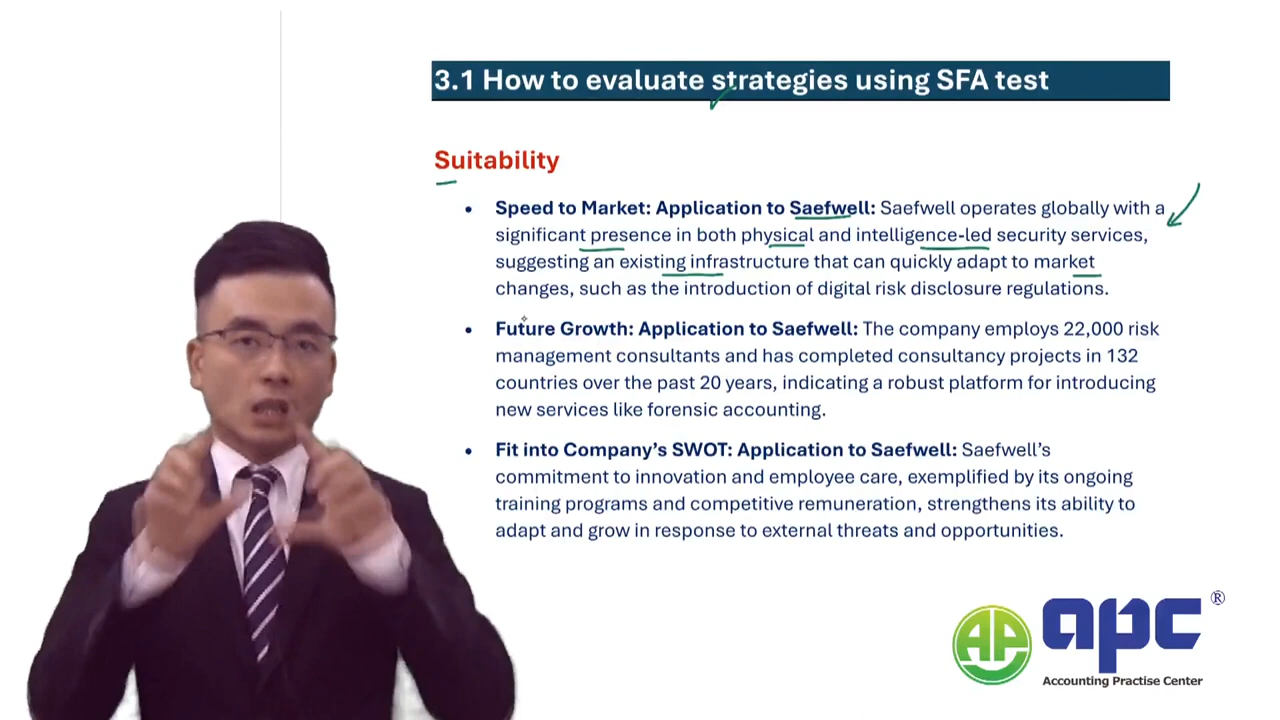 3.1 How to evaluate strategies using SFA test
Suitability
• Speed to Market: Application to Saefwell: Saefwell operates globally with a
significant presence in both physical and intelligence-led security services,
suggesting an existing infrastructure that can quickly adapt to market
changes, such as the introduction of digital risk disclosure regulations.
• Future Growth: Application to Saefwell: The company employs 22,000 risk
management consultants and has completed consultancy projects in 132
countries over the past 20 years, indicating a robust platform for introducing
new services like forensic accounting.
• Fit into Company's SWOT: Application to Saefwell: Saefwell's
commitment to innovation and employee care, exemplified by its ongoing
training programs and competitive remuneration, strengthens its ability to
adapt and grow in response to external threats and opportunities.
AP apc ®
Accounting Practise Center